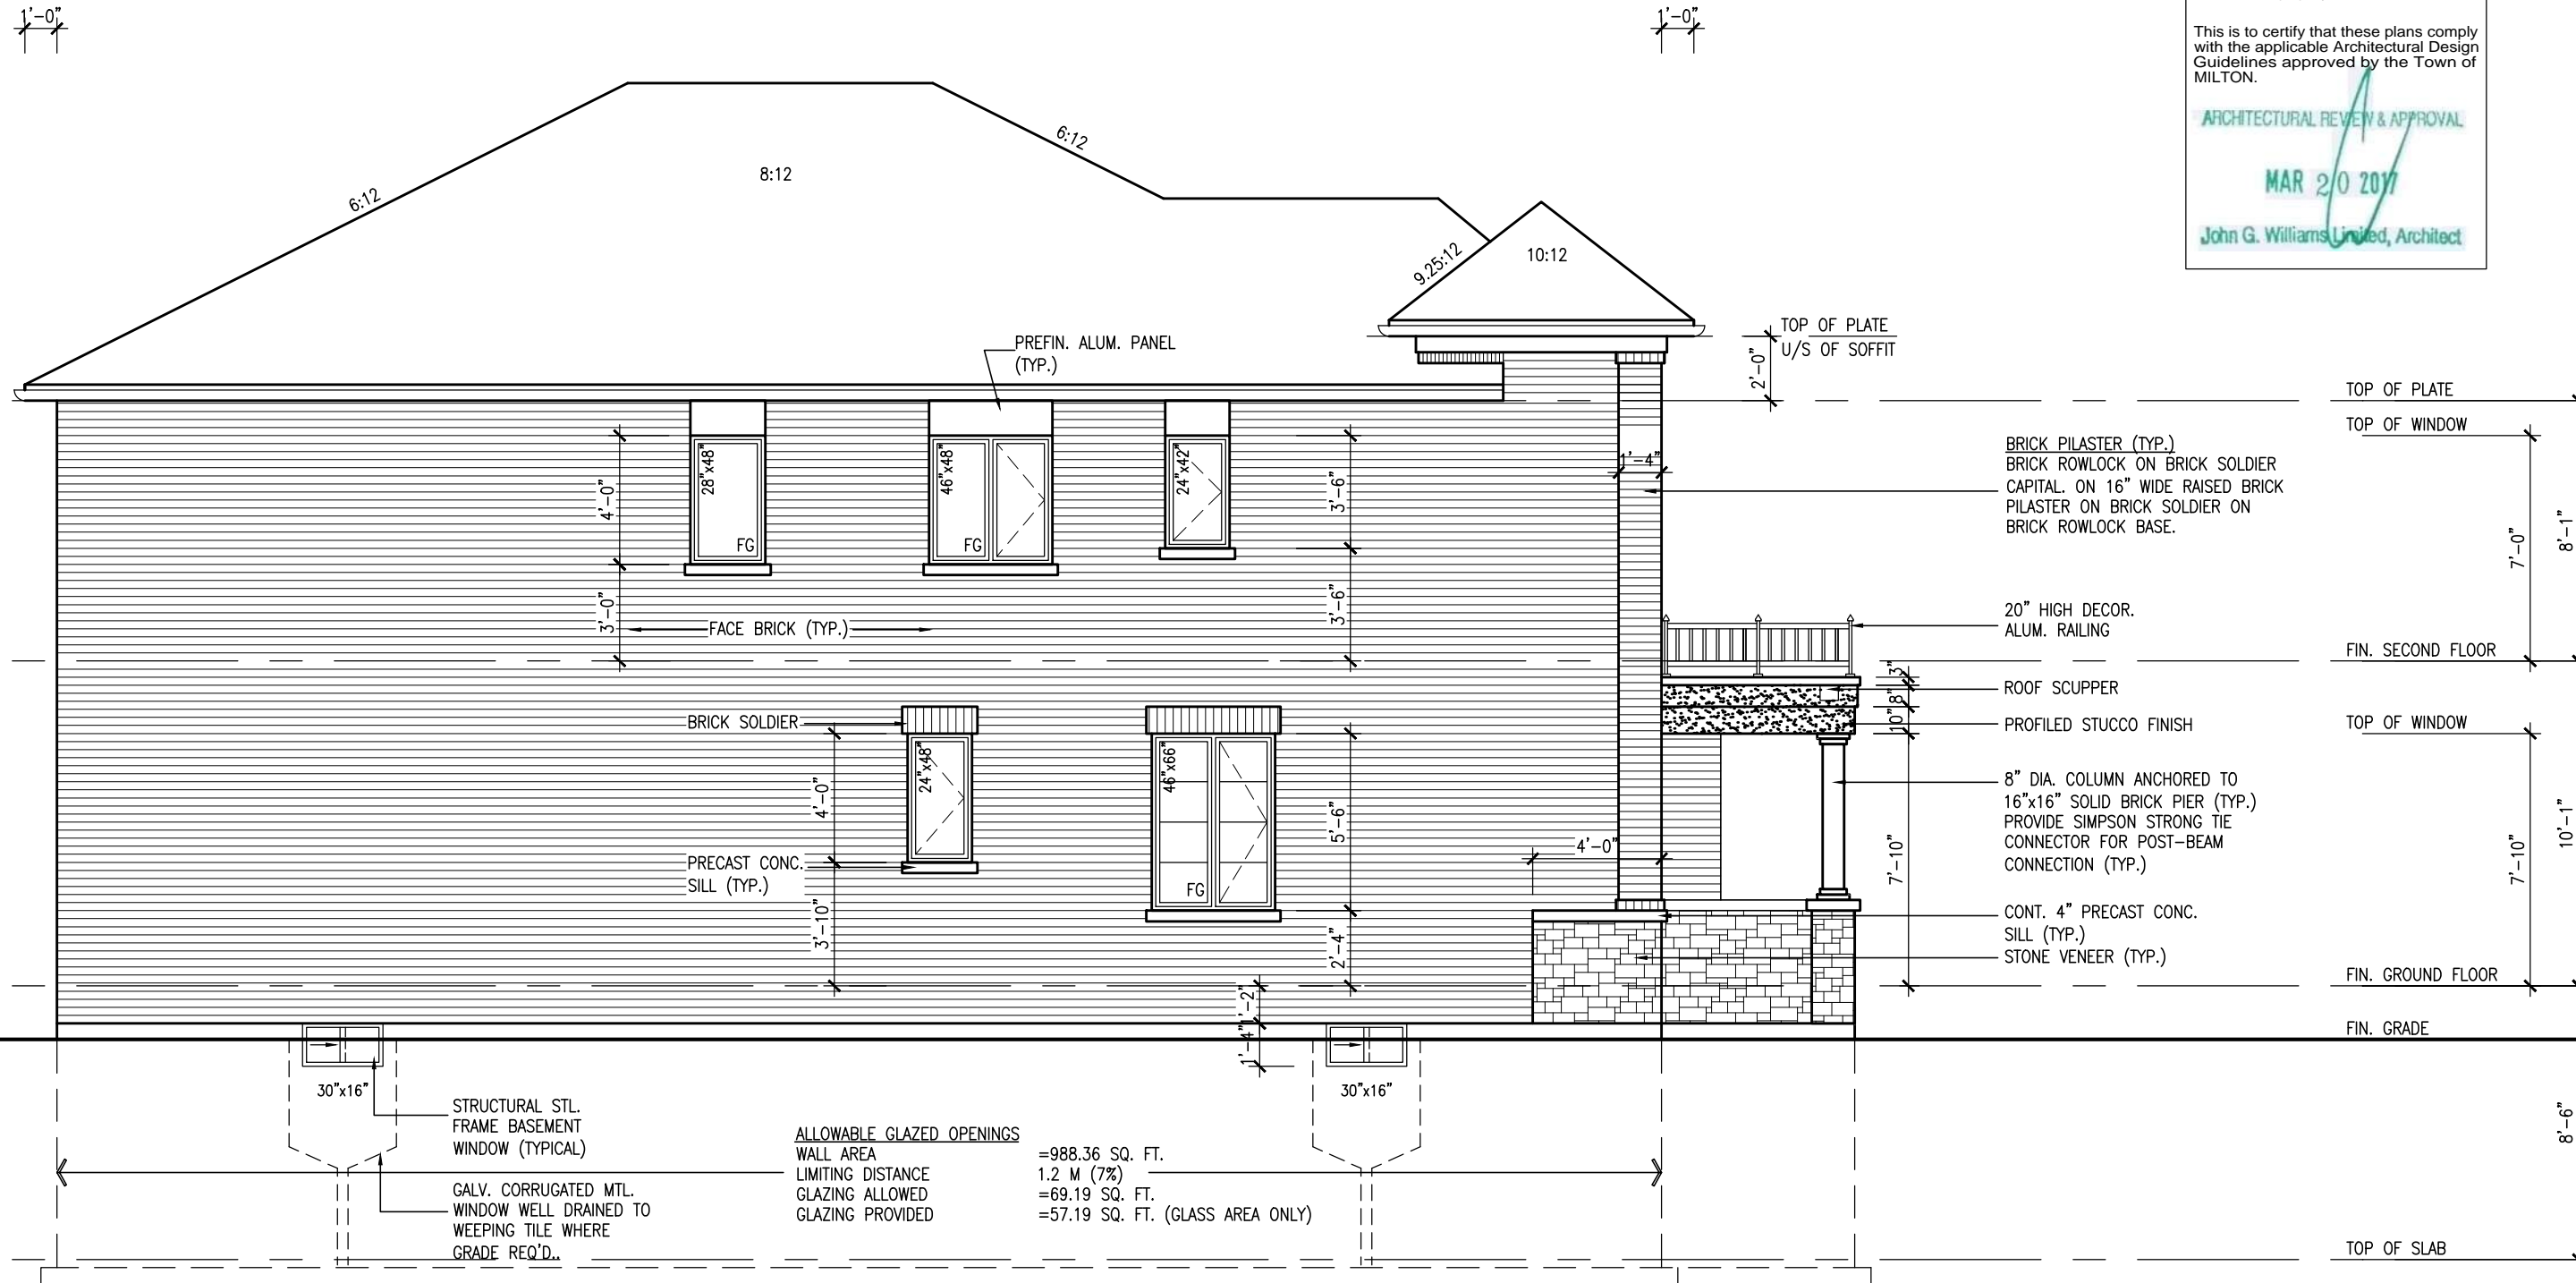 1'-0"
1'-0"
This is to certify that these plans comply
with the applicable Architectural Design
Guidelines approved by the Town of
MILTON.
ARCHITECTURAL REVIEW & APPROVAL
MAR 20 2017
John G. Williams Limited, Architect
6:12
8:12
6:12
9.25:12
10:12
PREFIN. ALUM. PANEL
(TYP.)
TOP OF PLATE
U/S OF SOFFIT
2'-0"
TOP OF PLATE
TOP OF WINDOW
28"x48"
FG
46"x48"
FG
24"x42"
4'-0"
3'-0"
3'-6"
3'-6"
1'-4"
BRICK PILASTER (TYP.)
BRICK ROWLOCK ON BRICK SOLDIER
CAPITAL. ON 16" WIDE RAISED BRICK
PILASTER ON BRICK SOLDIER ON
BRICK ROWLOCK BASE.
7'-0"
8'-1"
FACE BRICK (TYP.)
20" HIGH DECOR.
ALUM. RAILING
FIN. SECOND FLOOR
3"
8"
10"
ROOF SCUPPER
PROFILED STUCCO FINISH
TOP OF WINDOW
BRICK SOLDIER
24"x48"
46"x66"
FG
4'-0"
3'-10"
5'-6"
2'-4"
PRECAST CONC.
SILL (TYP.)
4'-0"
7'-10"
8" DIA. COLUMN ANCHORED TO
16"x16" SOLID BRICK PIER (TYP.)
PROVIDE SIMPSON STRONG TIE
CONNECTOR FOR POST-BEAM
CONNECTION (TYP.)
7'-10"
10'-1"
CONT. 4" PRECAST CONC.
SILL (TYP.)
STONE VENEER (TYP.)
FIN. GROUND FLOOR
1'-2"
1'-4"
FIN. GRADE
30"x16"
30"x16"
STRUCTURAL STL.
FRAME BASEMENT
WINDOW (TYPICAL)
GALV. CORRUGATED MTL.
WINDOW WELL DRAINED TO
WEEPING TILE WHERE
GRADE REQ'D..
ALLOWABLE GLAZED OPENINGS
WALL AREA =988.36 SQ. FT.
LIMITING DISTANCE 1.2 M (7%)
GLAZING ALLOWED =69.19 SQ. FT.
GLAZING PROVIDED =57.19 SQ. FT. (GLASS AREA ONLY)
8'-6"
TOP OF SLAB